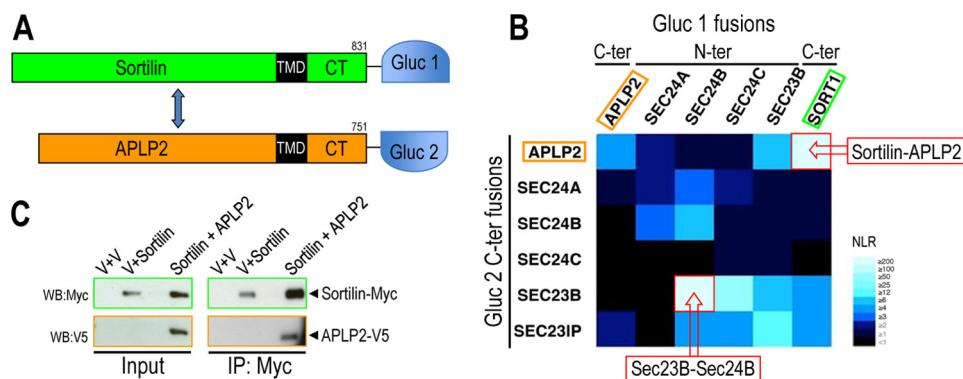 A
831
Sortilin
TMD
CT
Gluc 1
751
APLP2
TMD
CT
Gluc 2
B
Gluc 1 fusions
C-ter
N-ter
C-ter
APLP2
SEC24A
SEC24B
SEC24C
SEC23B
SORT1
Gluc 2 C-ter fusions
APLP2
SEC24A
SEC24B
SEC24C
SEC23B
SEC23IP
Sortilin-APLP2
Sec23B-Sec24B
NLR
≥200
≥100
≥50
≥25
≥12
≥6
≥4
≥3
≥2
≥1
<1
C
V+V
V+Sortilin
Sortilin + APLP2
V+V
V+Sortilin
Sortilin + APLP2
WB:Myc
Sortilin-Myc
WB:V5
APLP2-V5
Input
IP: Myc